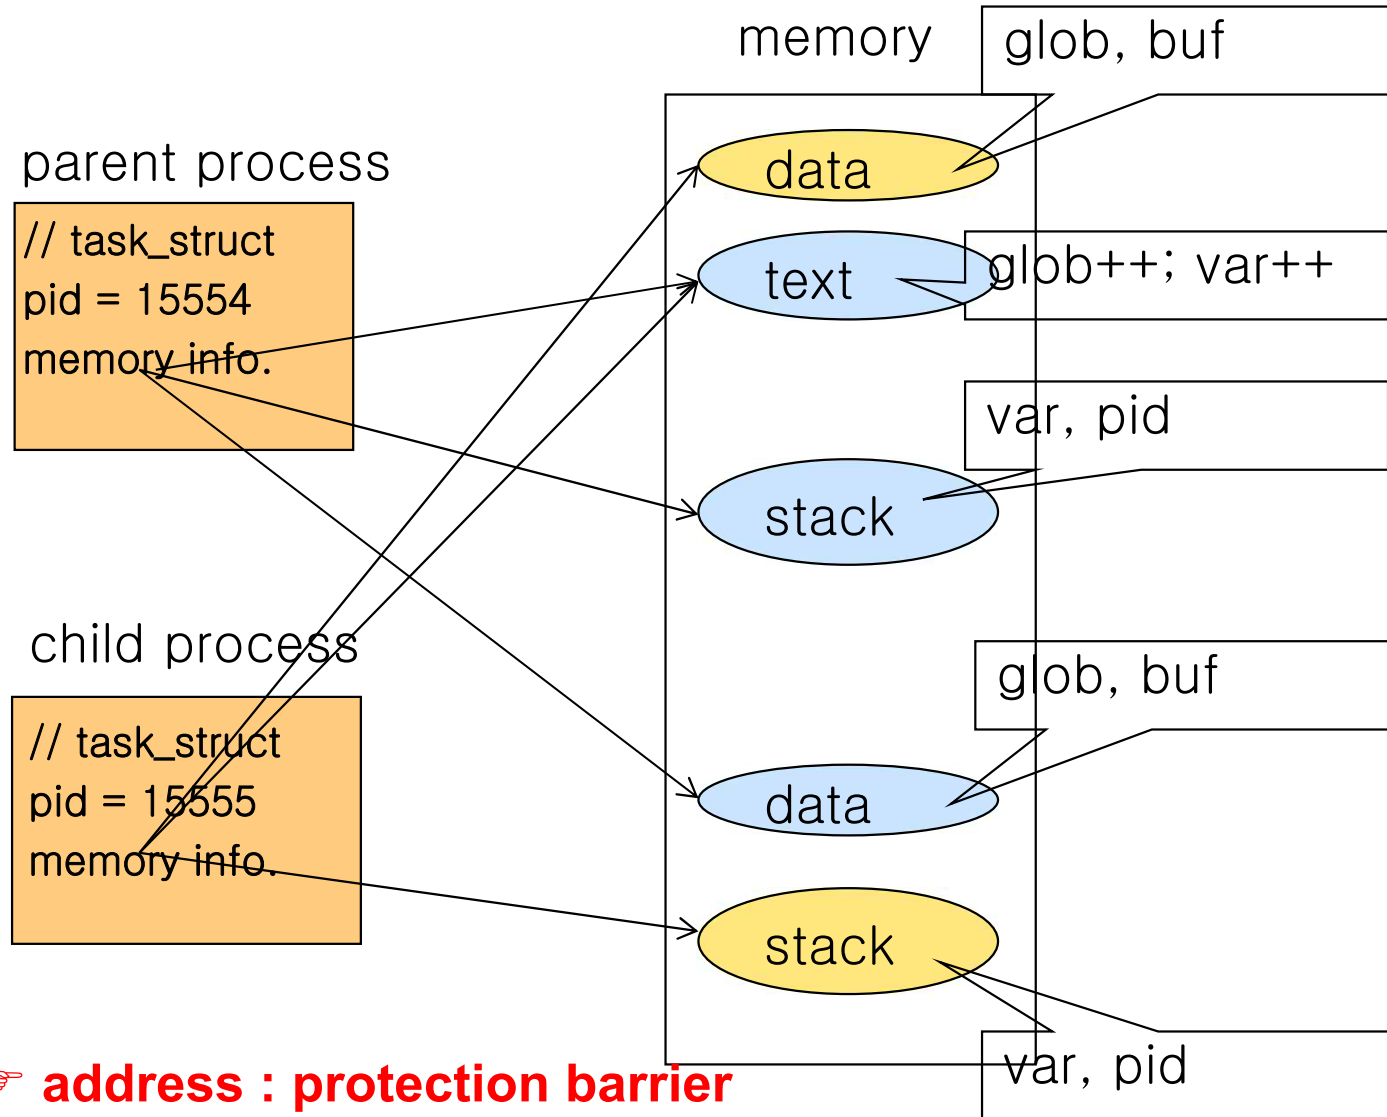 memory
glob, buf
parent process
// task_struct
pid = 15554
memory info.
data
text
glob++; var++
var, pid
stack
child process
// task_struct
pid = 15555
memory info.
glob, buf
data
stack
var, pid
☞ address : protection barrier